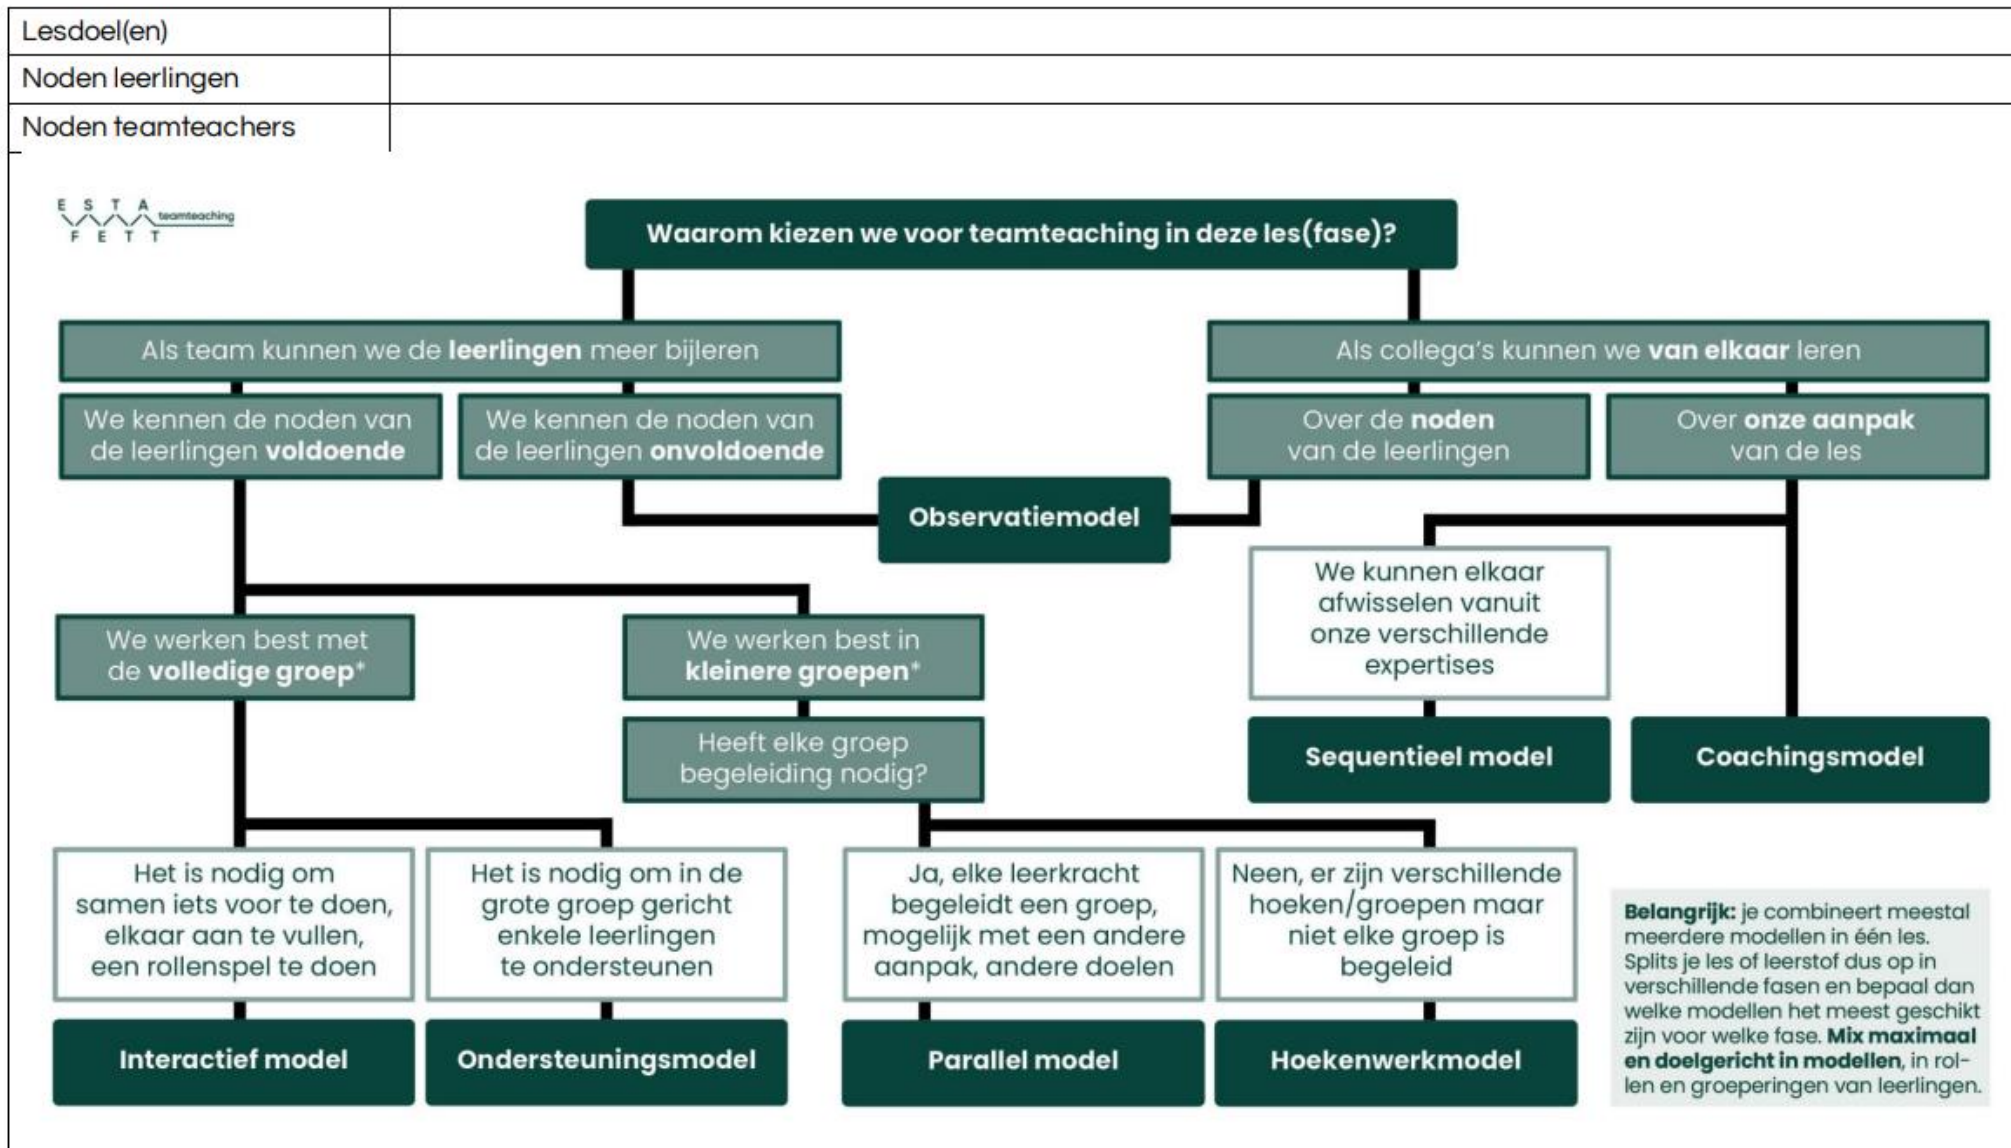 Lesdoel(en)
Noden leerlingen
Noden teamteachers
E S T A
F E T T
teamteaching
Waarom kiezen we voor teamteaching in deze les(fase)?
Als team kunnen we de leerlingen meer bijleren
Als collega's kunnen we van elkaar leren
We kennen de noden van
de leerlingen voldoende
We kennen de noden van
de leerlingen onvoldoende
Over de noden
van de leerlingen
Over onze aanpak
van de les
Observatiemodel
We kunnen elkaar
afwisselen vanuit
onze verschillende
expertises
We werken best met
de volledige groep*
We werken best in
kleinere groepen*
Heeft elke groep
begeleiding nodig?
Sequentieel model
Coachingsmodel
Het is nodig om
samen iets voor te doen,
elkaar aan te vullen,
een rollenspel te doen
Het is nodig om in de
grote groep gericht
enkele leerlingen
te ondersteunen
Ja, elke leerkracht
begeleidt een groep,
mogelijk met een andere
aanpak, andere doelen
Neen, er zijn verschillende
hoeken/groepen maar
niet elke groep is
begeleid
Interactief model
Ondersteuningsmodel
Parallel model
Hoekenwerkmodel
Belangrijk: je combineert meestal
meerdere modellen in één les.
Splits je les of leerstof dus op in
verschillende fasen en bepaal dan
welke modellen het meest geschikt
zijn voor welke fase. Mix maximaal
en doelgericht in modellen, in rol-
len en groeperingen van leerlingen.